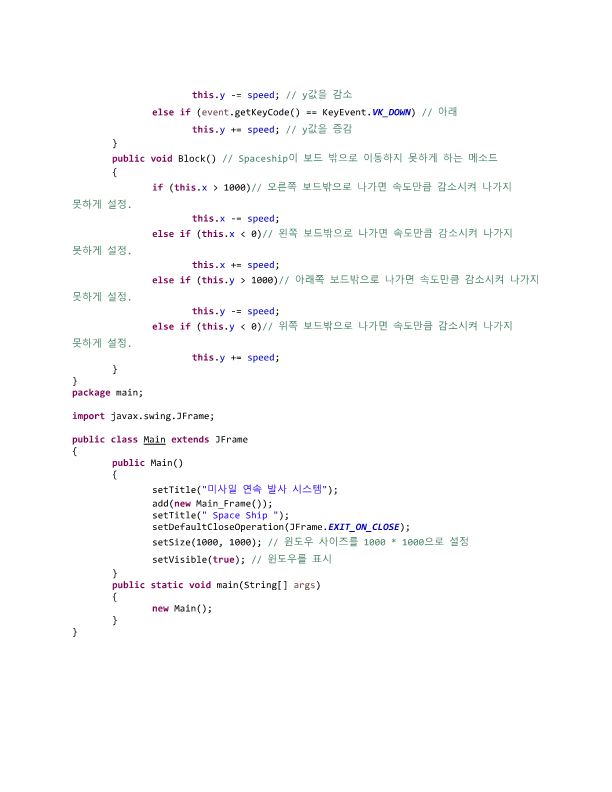 this.y -= speed; // y값을 감소
else if (event.getKeyCode() == KeyEvent.VK_DOWN) // 아래
this.y += speed; // y값을 증감
}
public void Block() // Spaceship이 보드 밖으로 이동하지 못하게 하는 메소드
{
if (this.x > 1000)// 오른쪽 보드밖으로 나가면 속도만큼 감소시켜 나가지
못하게 설정.
this.x -= speed;
else if (this.x < 0)// 왼쪽 보드밖으로 나가면 속도만큼 감소시켜 나가지
못하게 설정.
this.x += speed;
else if (this.y > 1000)// 아래쪽 보드밖으로 나가면 속도만큼 감소시켜 나가지
못하게 설정.
this.y -= speed;
else if (this.y < 0)// 위쪽 보드밖으로 나가면 속도만큼 감소시켜 나가지
못하게 설정.
this.y += speed;
}
}
package main;
import javax.swing.JFrame;
public class Main extends JFrame
{
public Main()
{
setTitle("미사일 연속 발사 시스템");
add(new Main_Frame());
setTitle(" Space Ship ");
setDefaultCloseOperation(JFrame.EXIT_ON_CLOSE);
setSize(1000, 1000); // 윈도우 사이즈를 1000 * 1000으로 설정
setVisible(true); // 윈도우를 표시
}
public static void main(String[] args)
{
new Main();
}
}